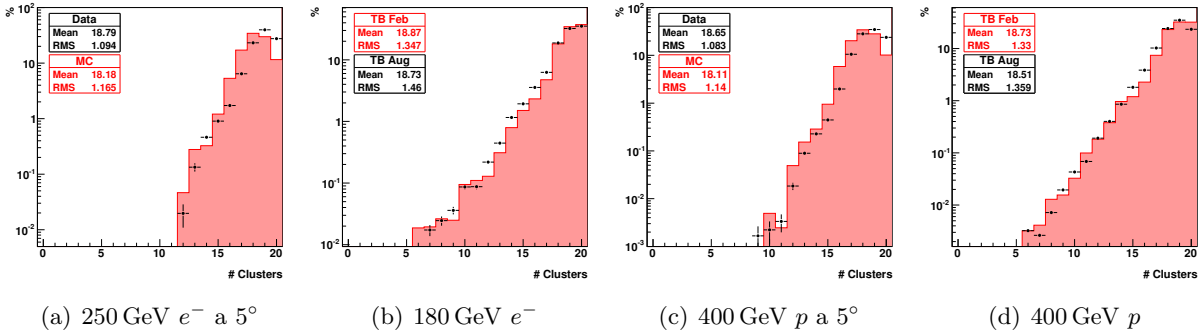 %
Data
Mean 18.79
RMS 1.094
MC
Mean 18.18
RMS 1.165
10
1
10⁻¹
10⁻²
0 5 10 15 20
# Clusters
(a) 250 GeV e⁻ a 5°
%
TB Feb
Mean 18.87
RMS 1.347
TB Aug
Mean 18.73
RMS 1.46
10
1
10⁻¹
10⁻²
0 5 10 15 20
# Clusters
(b) 180 GeV e⁻
%
Data
Mean 18.65
RMS 1.083
MC
Mean 18.11
RMS 1.14
10²
10
1
10⁻¹
10⁻²
10⁻³
0 5 10 15 20
# Clusters
(c) 400 GeV p a 5°
%
TB Feb
Mean 18.73
RMS 1.33
TB Aug
Mean 18.51
RMS 1.359
10
1
10⁻¹
10⁻²
0 5 10 15 20
# Clusters
(d) 400 GeV p